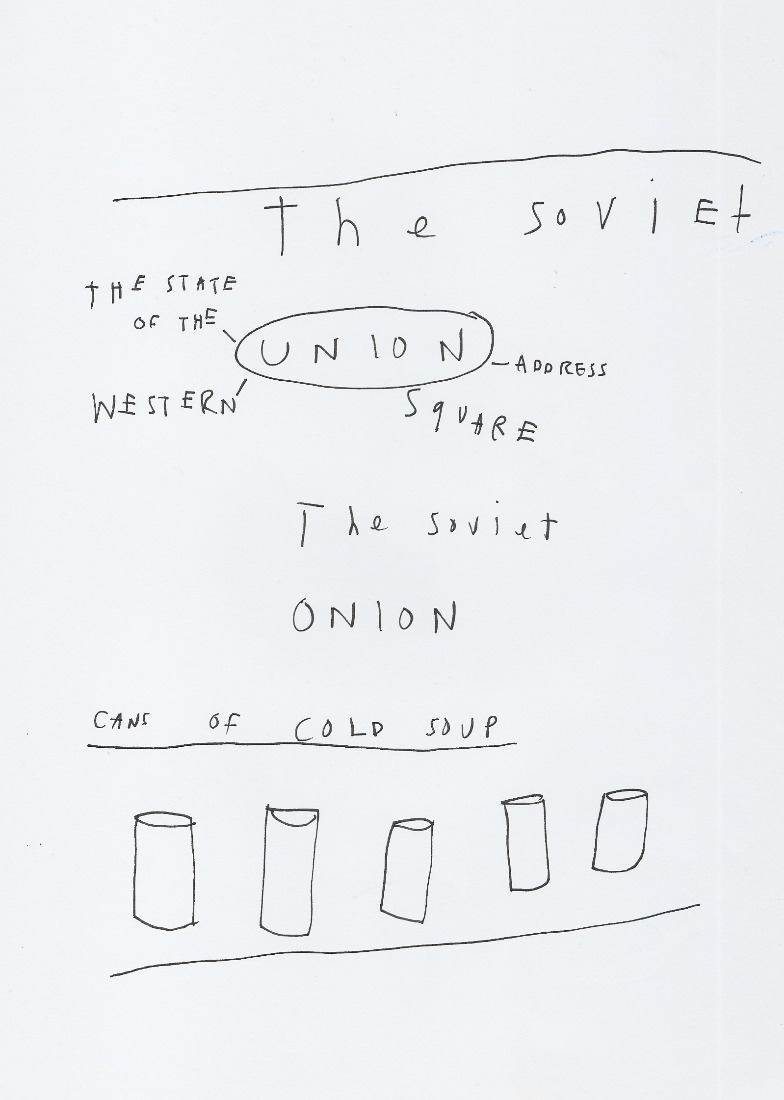 The soviEt
tHE STATE
OF THE
UNION
ADDRESS
WESTERN
SqUARE
The soviet
ONION
CANS OF COLD SOUP